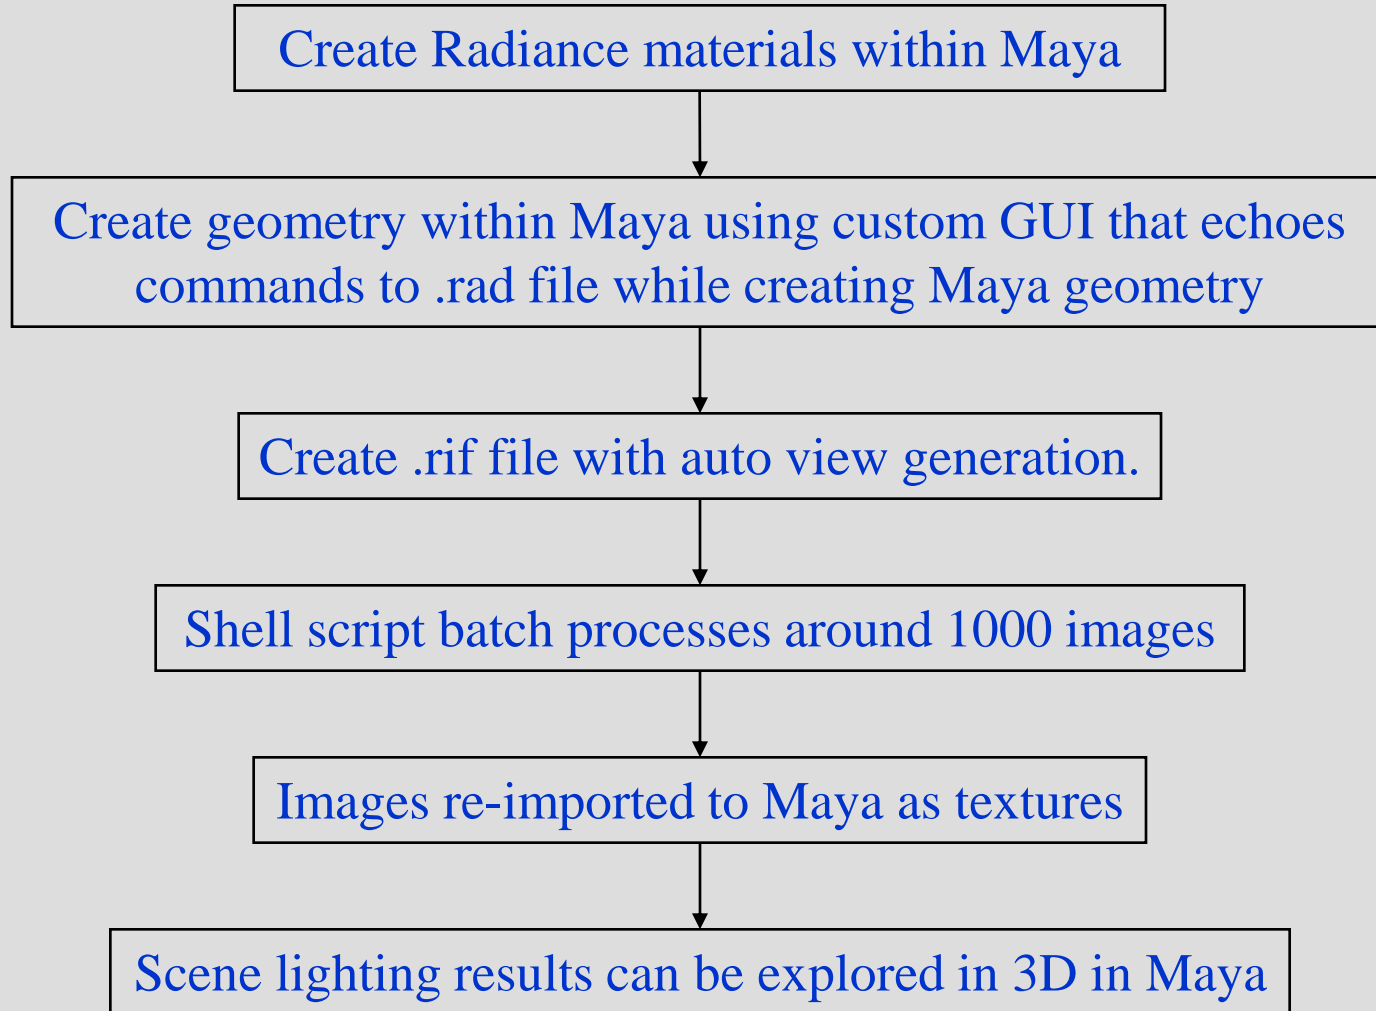 Create Radiance materials within Maya
Create geometry within Maya using custom GUI that echoes
commands to .rad file while creating Maya geometry
Create .rif file with auto view generation.
Shell script batch processes around 1000 images
Images re-imported to Maya as textures
Scene lighting results can be explored in 3D in Maya